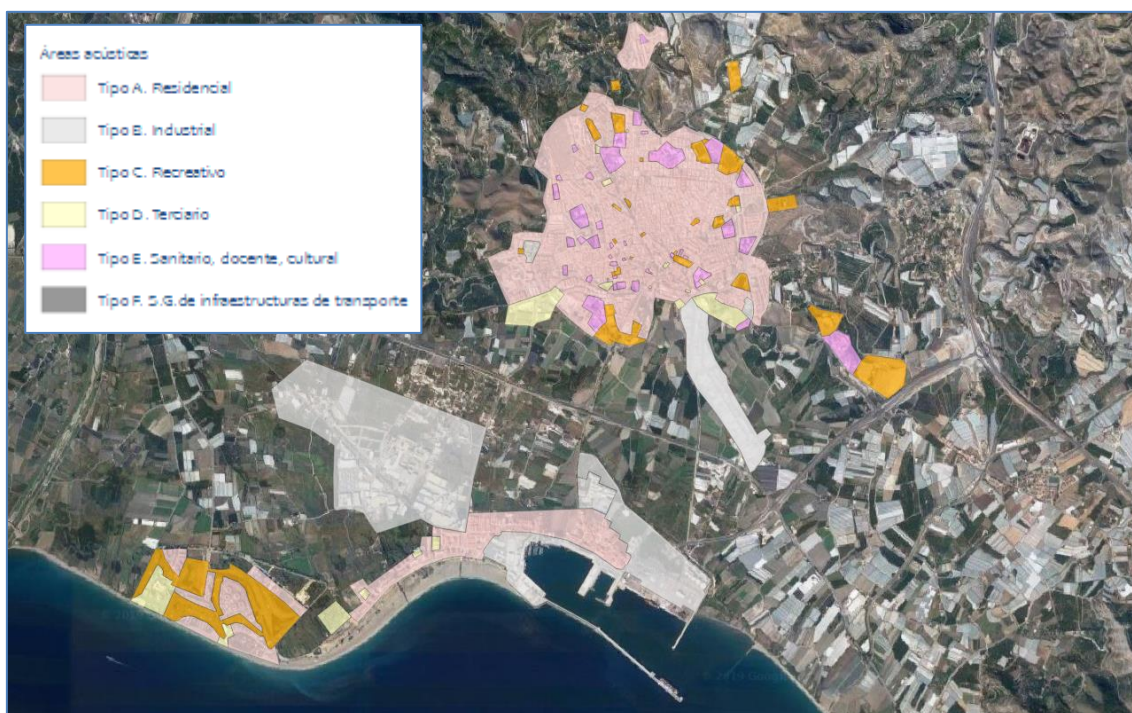 Áreas acústicas
Tipo A. Residencial
Tipo B. Industrial
Tipo C. Recreativo
Tipo D. Terciario
Tipo E. Sanitario, docente, cultural
Tipo F. S.G.de infraestructuras de transporte